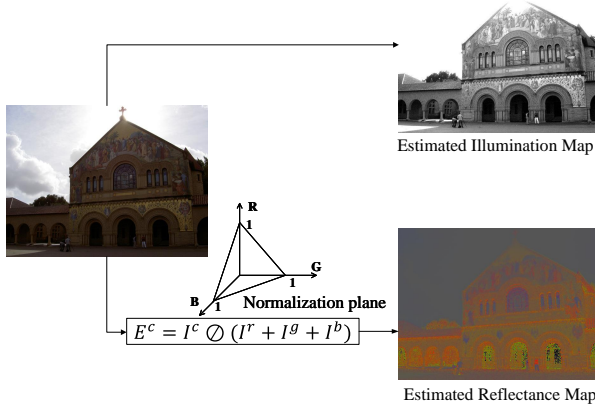 Estimated Illumination Map
R
1
G
1
B
1
Normalization plane
E^c = I^c ⊘ (I^r + I^g + I^b)
Estimated Reflectance Map